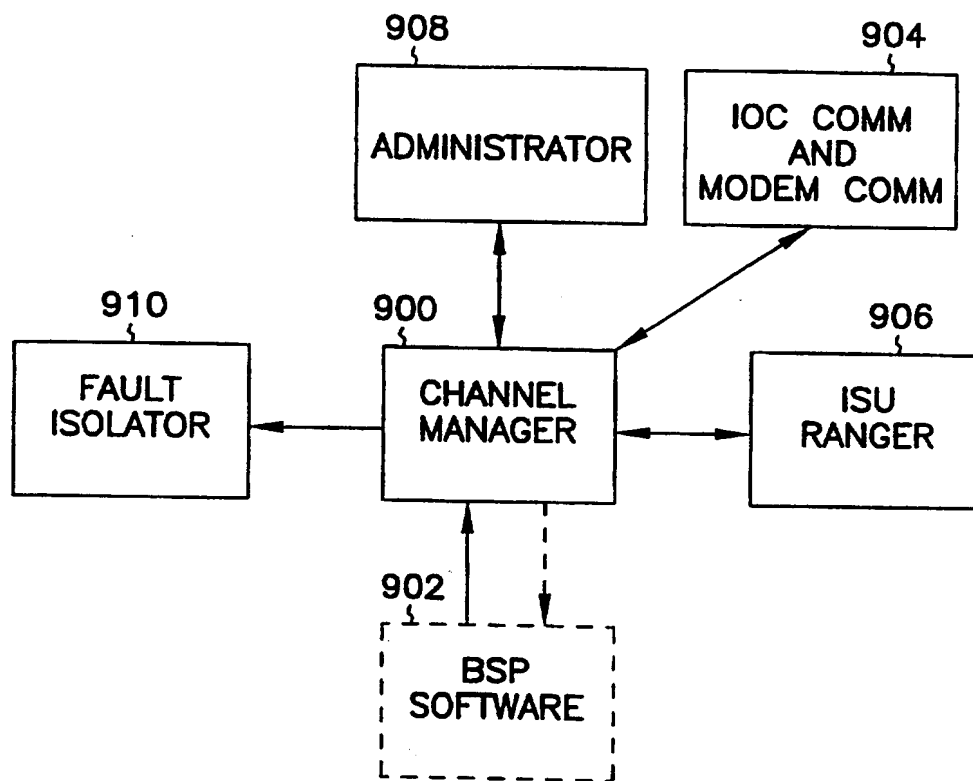 908
ADMINISTRATOR
904
IOC COMM
AND
MODEM COMM
910
FAULT
ISOLATOR
900
CHANNEL
MANAGER
906
ISU
RANGER
902
BSP
SOFTWARE